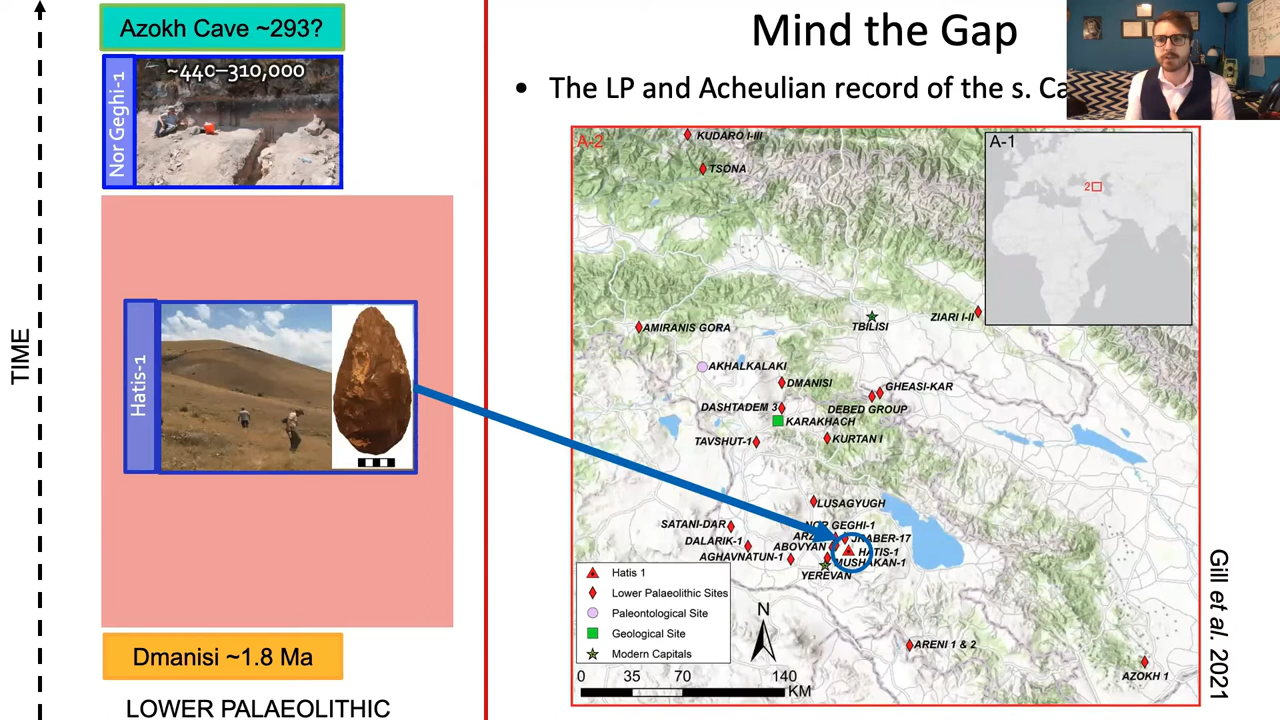 Azokh Cave ~293?
Nor Geghi-1
~440–310,000
TIME
Hatis-1
Dmanisi ~1.8 Ma
LOWER PALAEOLITHIC
Mind the Gap
• The LP and Acheulian record of the s. Ca
A-2
A-1
2
KUDARO I-III
TSONA
AMIRANIS GORA
TBILISI
ZIARI I-II
AKHALKALAKI
DMANISI
GHEASI-KAR
DASHTADEM 3
DEBED GROUP
KARAKHACH
TAVSHUT-1
KURTAN I
LUSAGYUGH
SATANI-DAR
NOR GEGHI-1
ARZ
JRABER-17
DALARIK-1
ABOVYAN
HATIS-1
AGHAVNATUN-1
MUSHAKAN-1
YEREVAN
ARENI 1 & 2
AZOKH 1
Hatis 1
Lower Palaeolithic Sites
Paleontological Site
Geological Site
Modern Capitals
N
0 35 70 140
KM
Gill et al. 2021